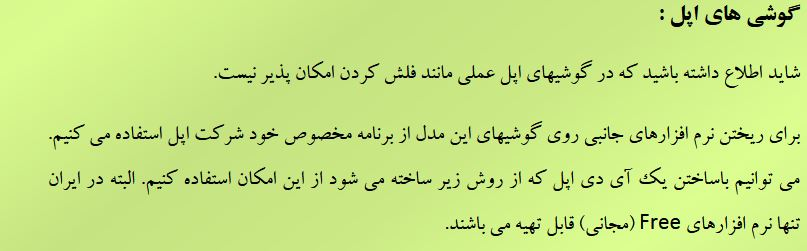 گوشی های اپل :
شاید اطلاع داشته باشید که در گوشیهای اپل عملی مانند فلش کردن امکان پذیر نیست.
برای ریختن نرم افزارهای جانبی روی گوشیهای این مدل از برنامه مخصوص خود شرکت اپل استفاده می کنیم.
می توانیم باساختن یک آی دی اپل که از روش زیر ساخته می شود از این امکان استفاده کنیم. البته در ایران
تنها نرم افزارهای Free (مجانی) قابل تهیه می باشند.